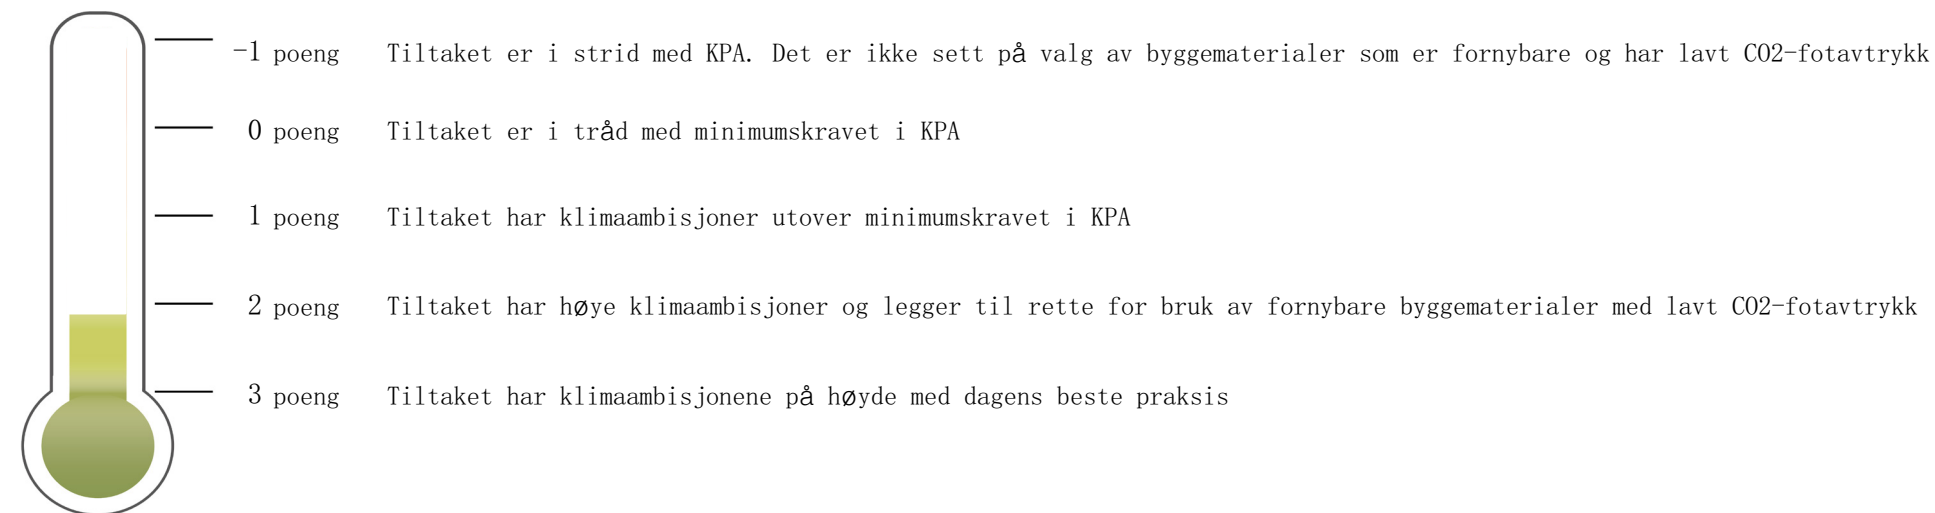 −1 poeng Tiltaket er i strid med KPA. Det er ikke sett på valg av byggematerialer som er fornybare og har lavt CO2-fotavtrykk
0 poeng Tiltaket er i tråd med minimumskravet i KPA
1 poeng Tiltaket har klimaambisjoner utover minimumskravet i KPA
2 poeng Tiltaket har høye klimaambisjoner og legger til rette for bruk av fornybare byggematerialer med lavt CO2-fotavtrykk
3 poeng Tiltaket har klimaambisjonene på høyde med dagens beste praksis